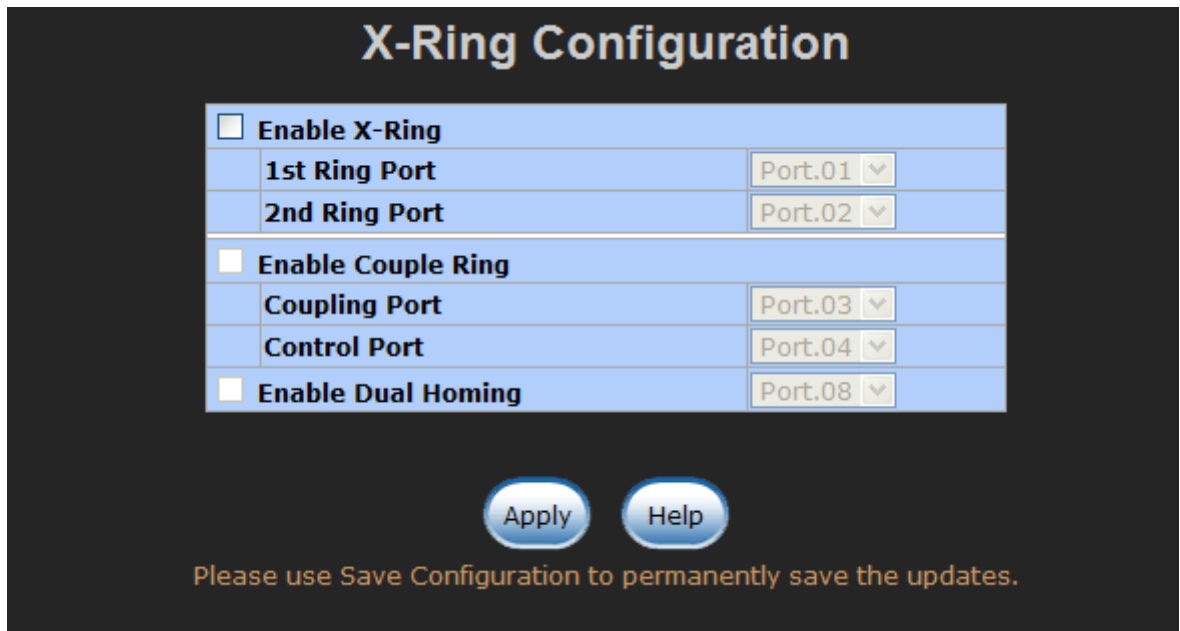 X-Ring Configuration
Enable X-Ring
1st Ring Port Port.01
2nd Ring Port Port.02
Enable Couple Ring
Coupling Port Port.03
Control Port Port.04
Enable Dual Homing Port.08
Apply Help
Please use Save Configuration to permanently save the updates.